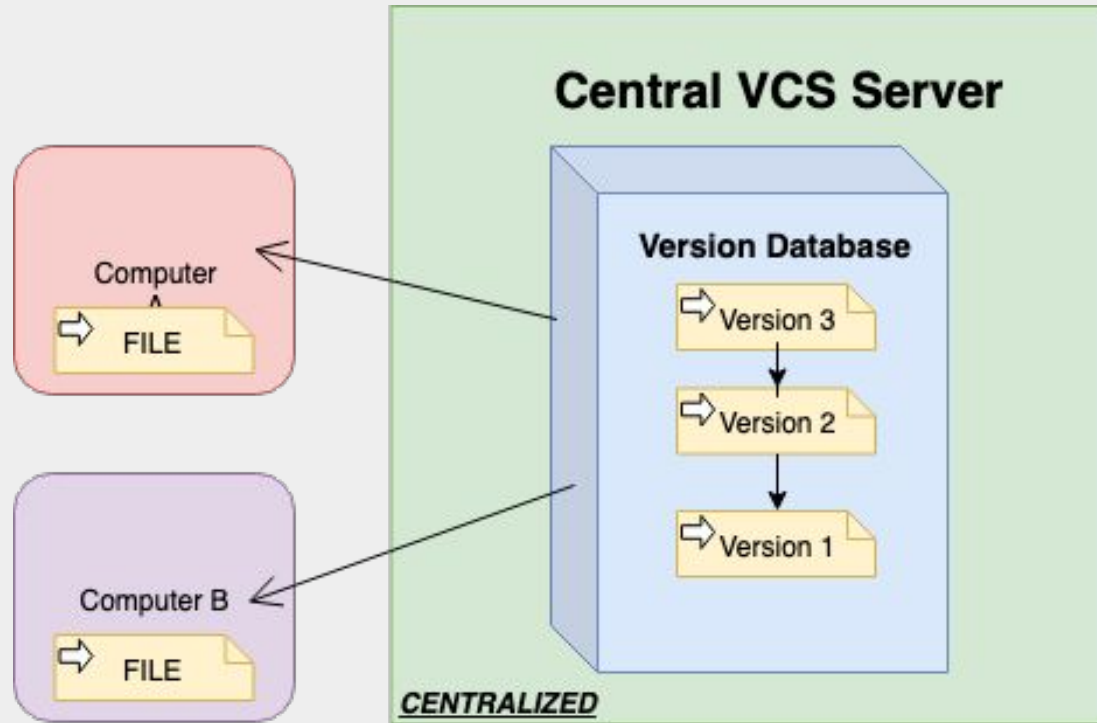 Central VCS Server
Version Database
Version 3
Version 2
Version 1
Computer
A
FILE
Computer B
FILE
CENTRALIZED